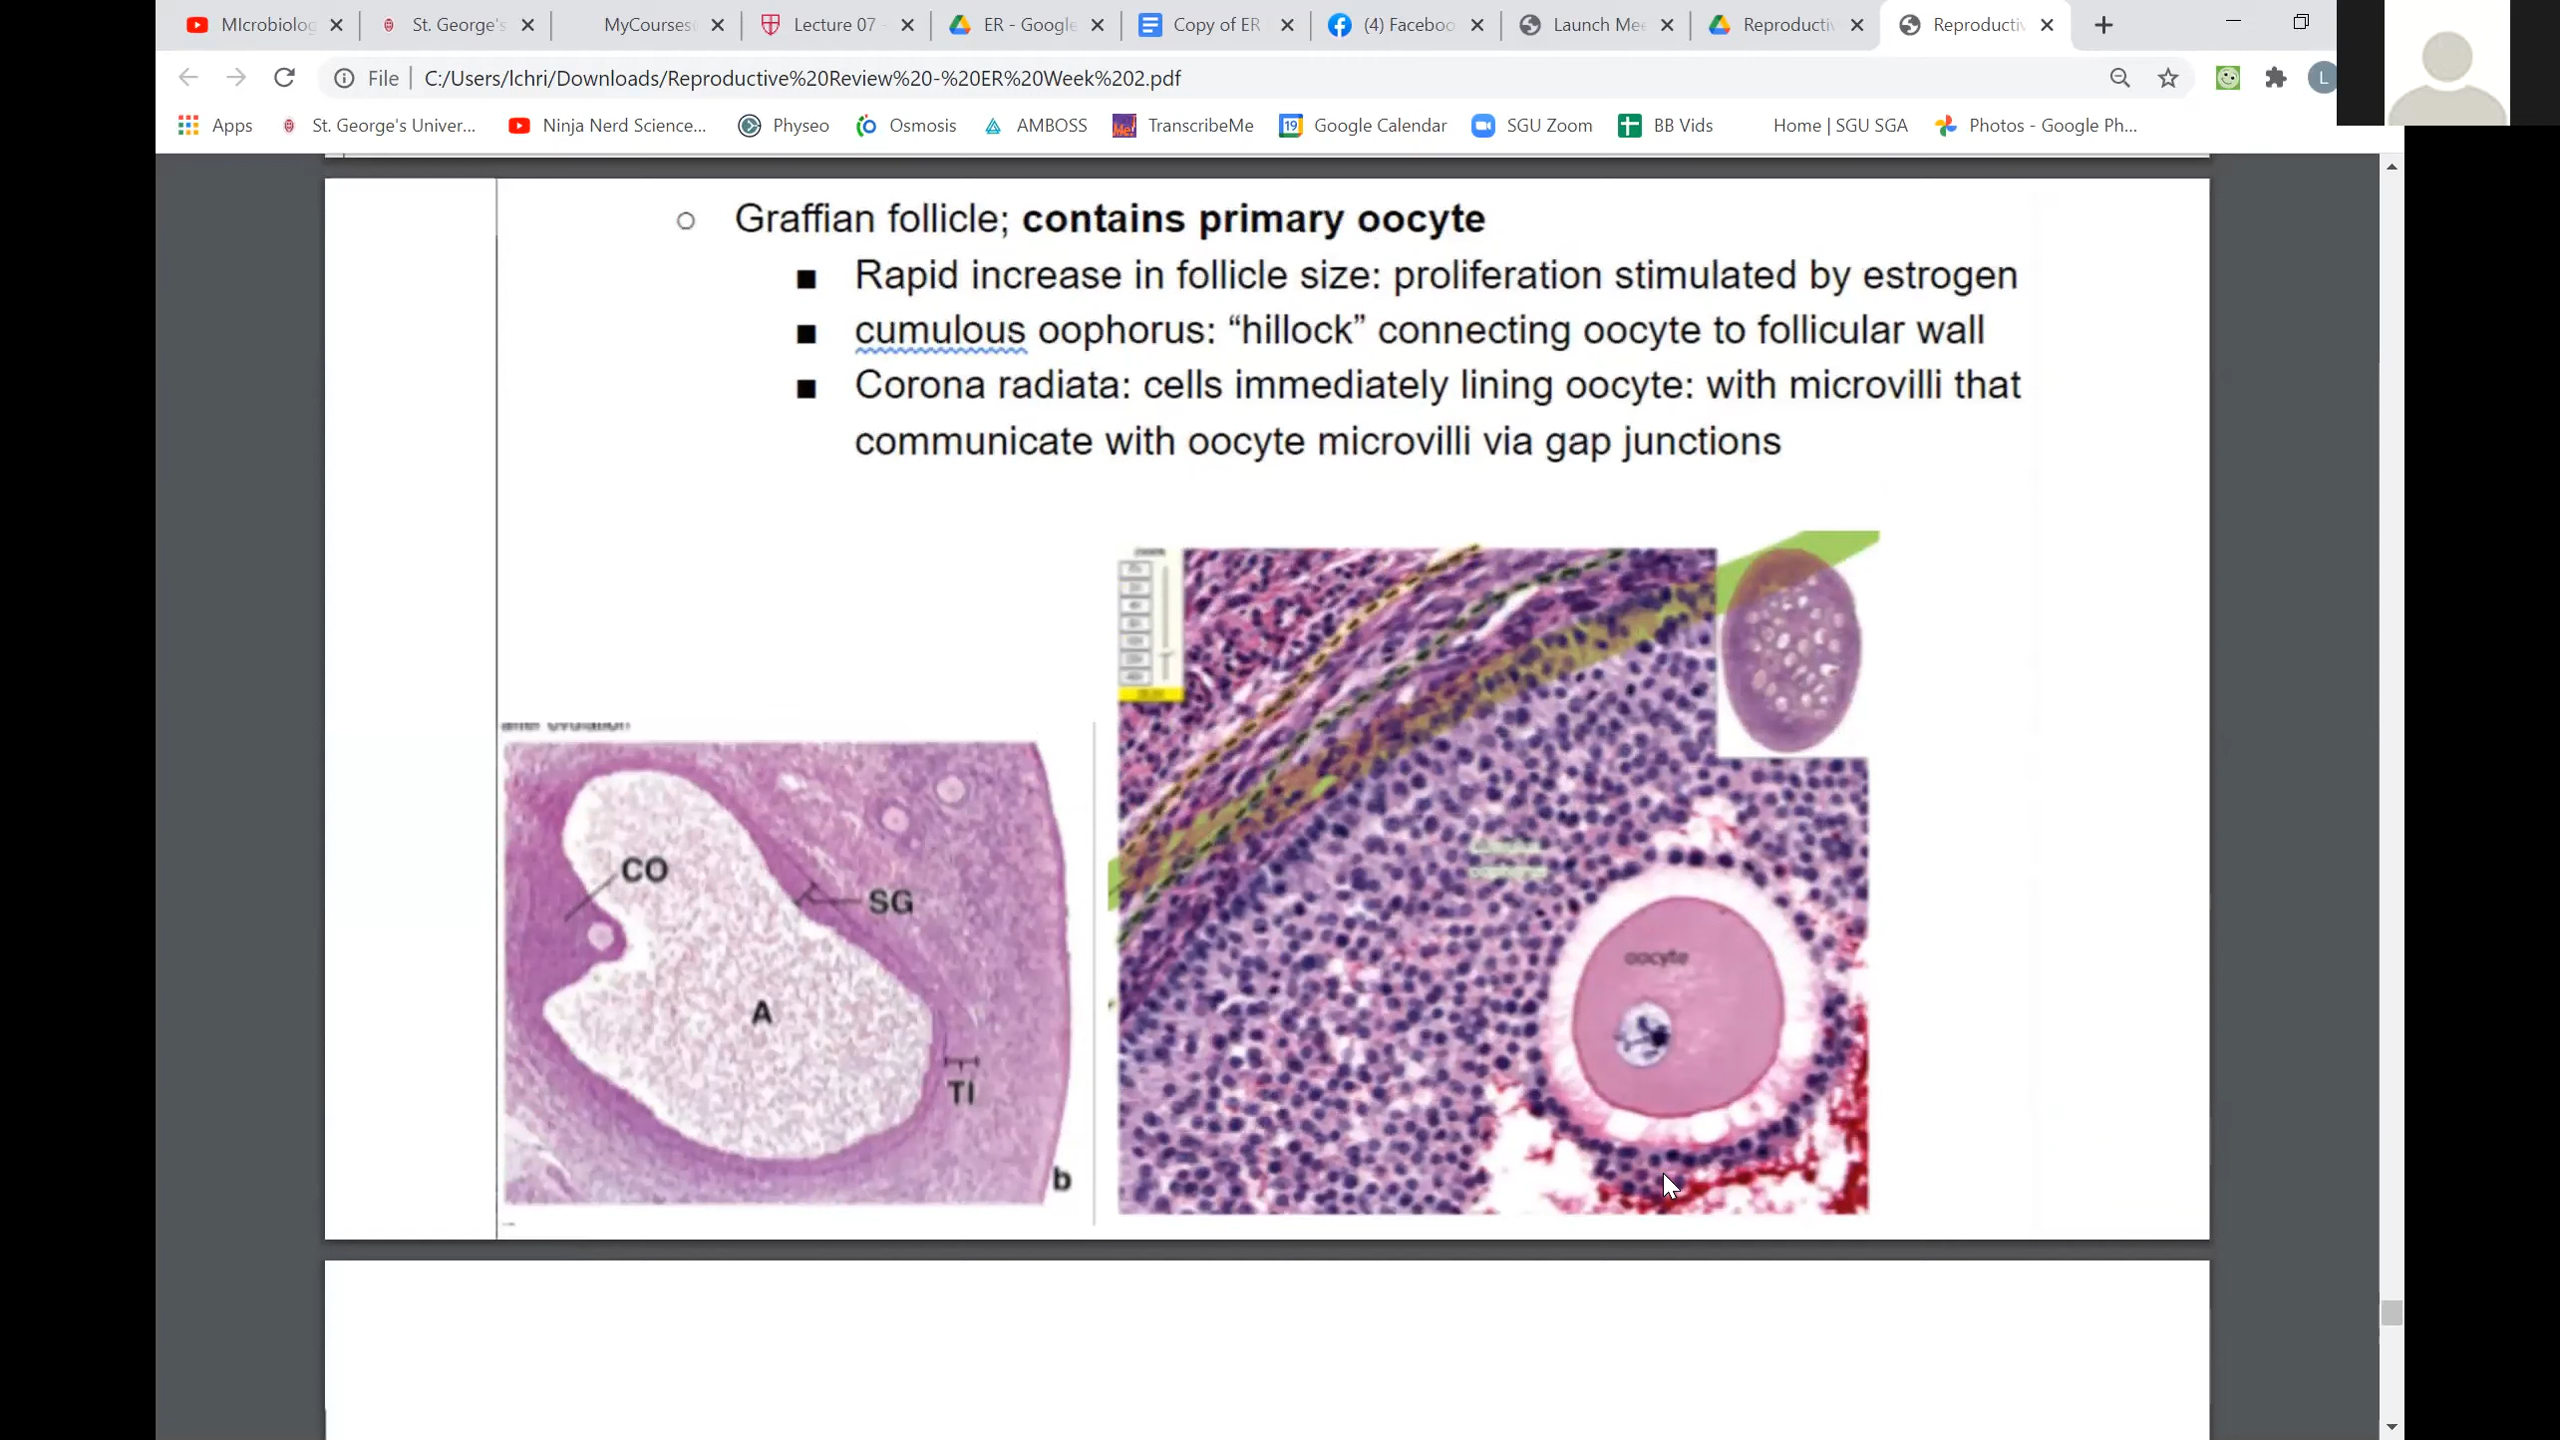 MIcrobiolog
St. George's
MyCourses
Lecture 07 -
ER - Google
Copy of ER
(4) Faceboo
Launch Mee
Reproductiv
Reproductiv
File
C:/Users/lchri/Downloads/Reproductive%20Review%20-%20ER%20Week%202.pdf
L
Apps
St. George's Univer...
Ninja Nerd Science...
Physeo
Osmosis
AMBOSS
TranscribeMe
19
Google Calendar
SGU Zoom
BB Vids
Home | SGU SGA
Photos - Google Ph...
Graffian follicle; contains primary oocyte
Rapid increase in follicle size: proliferation stimulated by estrogen
cumulous oophorus: “hillock” connecting oocyte to follicular wall
Corona radiata: cells immediately lining oocyte: with microvilli that
communicate with oocyte microvilli via gap junctions
CO
SG
A
TI
b
oocyte